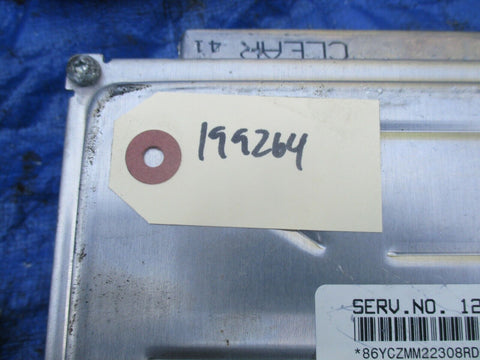 CLEAR 41
199264
SERV.NO. 12
*86YCZMM22308RD